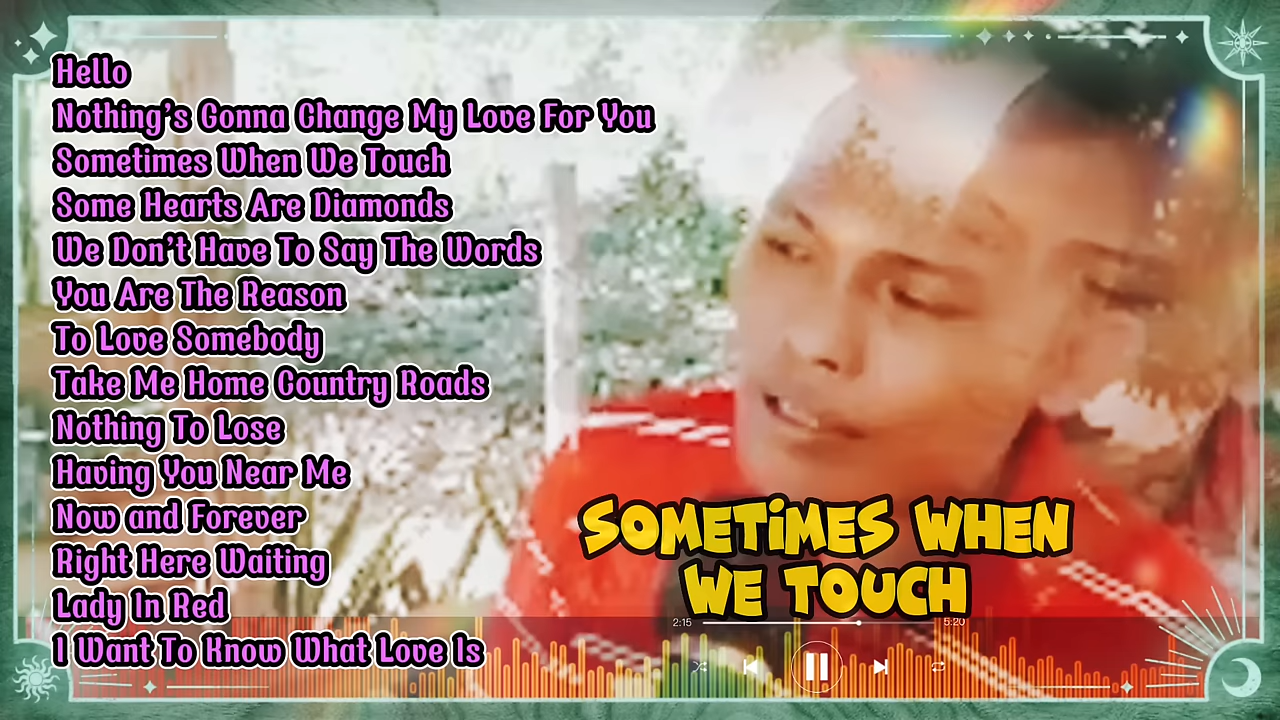 Hello
Nothing's Gonna Change My Love For You
Sometimes When We Touch
Some Hearts Are Diamonds
We Don't Have To Say The Words
You Are The Reason
To Love Somebody
Take Me Home Country Roads
Nothing To Lose
Having You Near Me
Now and Forever
Right Here Waiting
Lady In Red
I Want To Know What Love Is
SOMETiMES WHEN
WE TOUCH
2:15 5:20